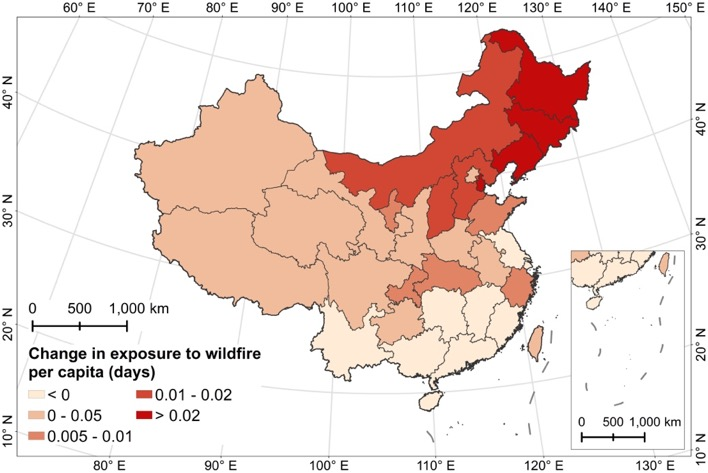 60° E 70° E 80° E 90° E 100° E 110° E 120° E 130° E 140° E 150° E
40° N
30° N
20° N
10° N
40° N
30° N
20° N
10° N
0 500 1,000 km
Change in exposure to wildfire
per capita (days)
< 0
0 - 0.05
0.005 - 0.01
0.01 - 0.02
> 0.02
0 500 1,000 km
80° E 90° E 100° E 110° E 120° E 130° E